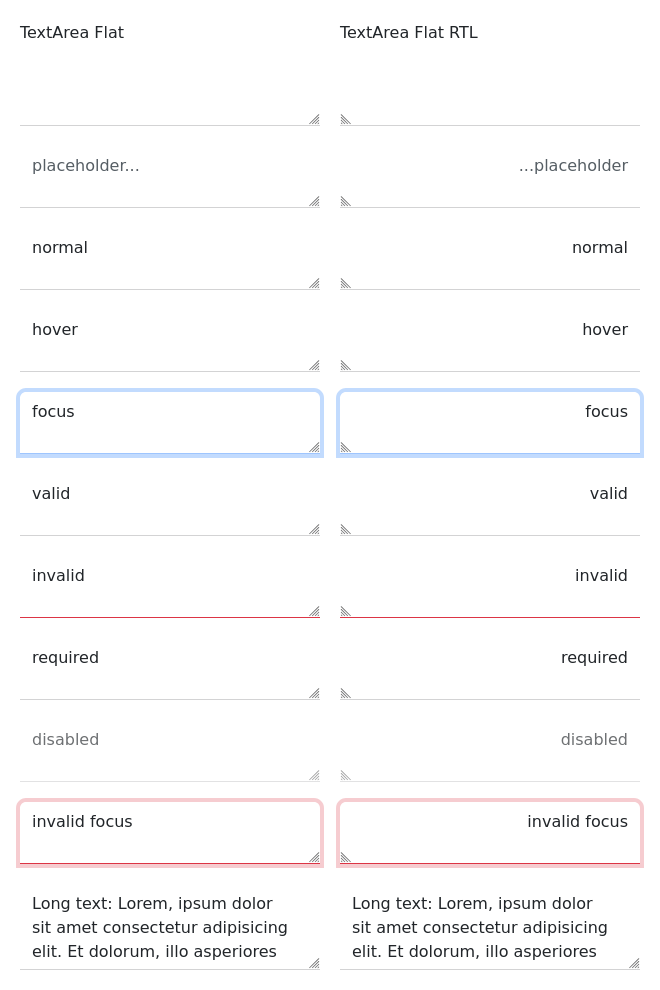 TextArea Flat
TextArea Flat RTL
placeholder...
...placeholder
normal
normal
hover
hover
focus
focus
valid
valid
invalid
invalid
required
required
disabled
disabled
invalid focus
invalid focus
Long text: Lorem, ipsum dolor
sit amet consectetur adipisicing
elit. Et dolorum, illo asperiores
Long text: Lorem, ipsum dolor
sit amet consectetur adipisicing
elit. Et dolorum, illo asperiores